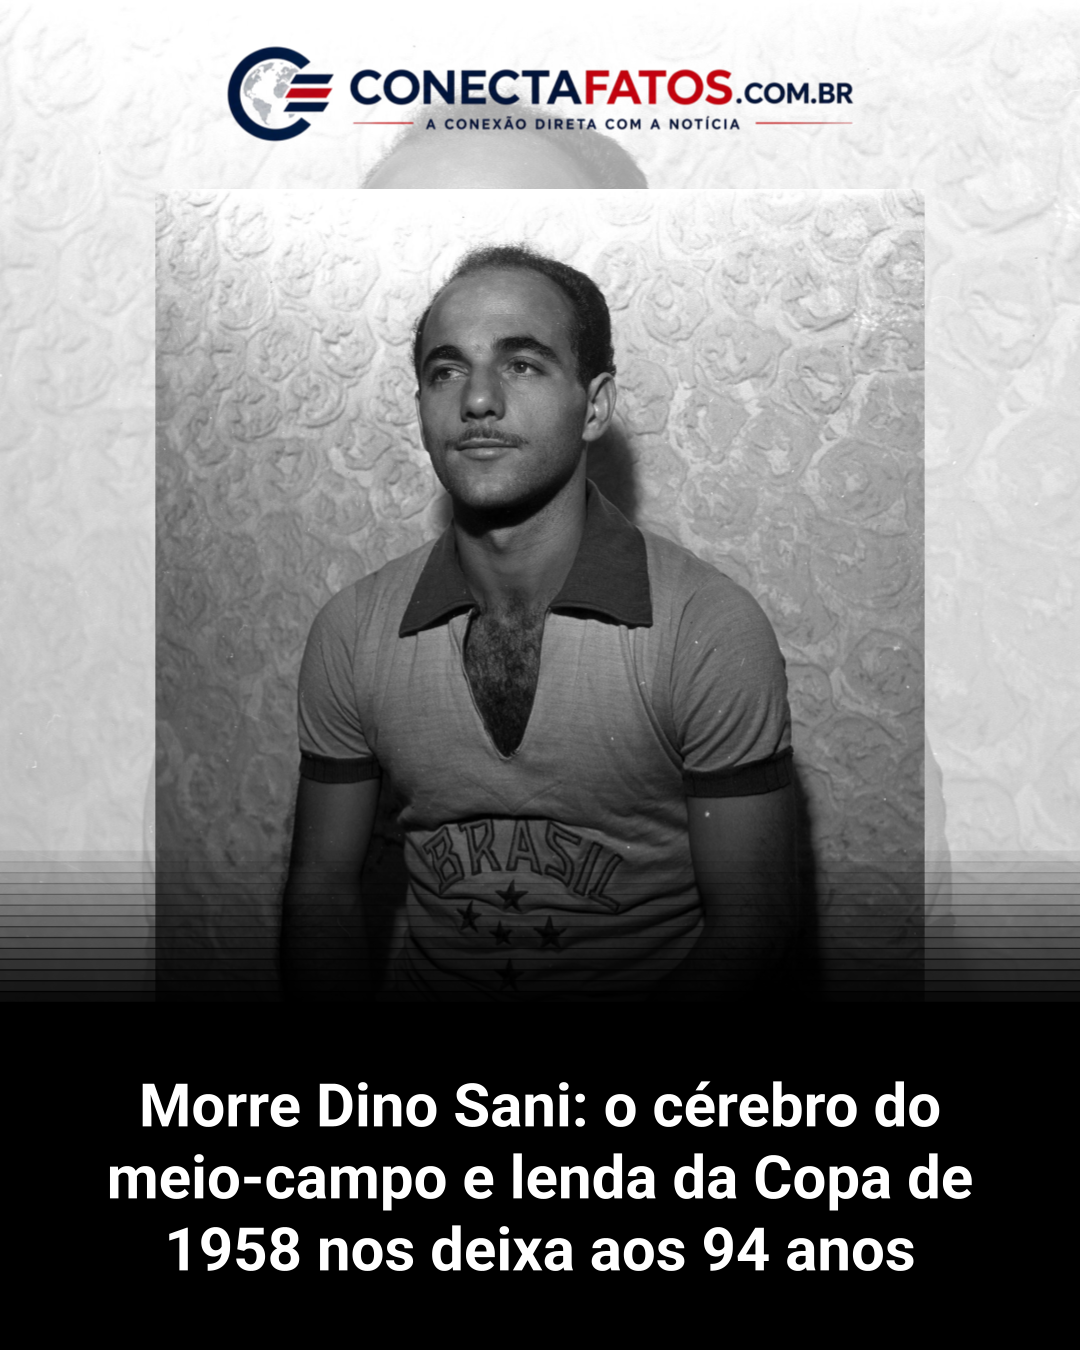 CONECTAFATOS.COM.BR
A CONEXÃO DIRETA COM A NOTÍCIA
BRASIL
Morre Dino Sani: o cérebro do
meio-campo e lenda da Copa de
1958 nos deixa aos 94 anos